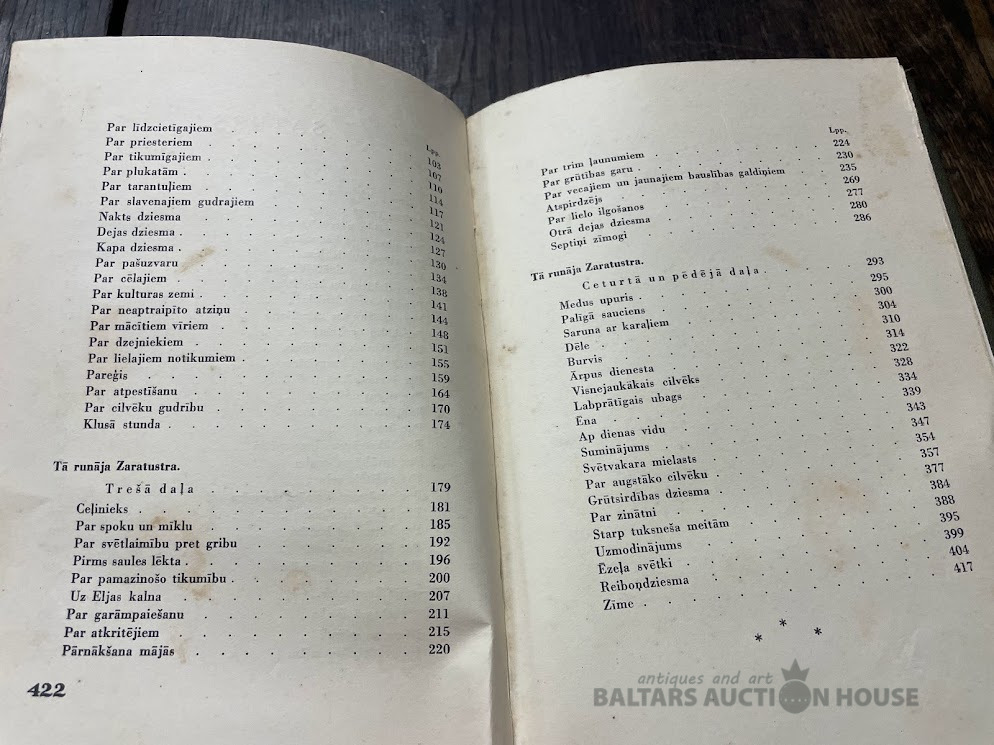 Lpp.
Par līdzcietīgajiem . . . . . . . 103
Par priesteriem . . . . . . . 107
Par tikumīgajiem . . . . . . . 110
Par plukatām . . . . . . . 114
Par tarantuļiem . . . . . . . 117
Par slavenajiem gudrajiem . . . . . . . 121
Nakts dziesma . . . . . . . 124
Dejas dziesma . . . . . . . 127
Kapa dziesma . . . . . . . 130
Par pašuzvaru . . . . . . . 134
Par cēlajiem . . . . . . . 138
Par kulturas zemi . . . . . . . 141
Par neaptraipīto atziņu . . . . . . . 144
Par mācītiem vīriem . . . . . . . 148
Par dzejniekiem . . . . . . . 151
Par lielajiem notikumiem . . . . . . . 155
Pareģis . . . . . . . 159
Par atpestīšanu . . . . . . . 164
Par cilvēku gudrību . . . . . . . 170
Klusā stunda . . . . . . . 174
Tā runāja Zaratustra.
Trešā daļa . . . . . . . 179
Ceļinieks . . . . . . . 181
Par spoku un mīklu . . . . . . . 185
Par svētlaimību pret gribu . . . . . . . 192
Pirms saules lēkta . . . . . . . 196
Par pamazinošo tikumību . . . . . . . 200
Uz Eljas kalna . . . . . . . 207
Par garāmpaiešanu . . . . . . . 211
Par atkritējiem . . . . . . . 215
Pārnākšana mājās . . . . . . . 220
422
Lpp.
Par trim ļaunumiem . . . . . . . 224
Par grūtības garu . . . . . . . 230
Par vecajiem un jaunajiem bauslības galdiņiem . . . 235
Atspirdzējs . . . . . . . 269
Par lielo ilgošanos . . . . . . . 277
Otrā dejas dziesma . . . . . . . 280
Septiņi zīmogi . . . . . . . 286
Tā runāja Zaratustra.
Ceturtā un pēdējā daļa . . . . 293
Medus upuris . . . . . . . 295
Palīgā sauciens . . . . . . . 300
Saruna ar karaļiem . . . . . . . 304
Dēle . . . . . . . 310
Burvis . . . . . . . 314
Ārpus dienesta . . . . . . . 322
Visnejaukākais cilvēks . . . . . . . 328
Labprātīgais ubags . . . . . . . 334
Ēna . . . . . . . 339
Ap dienas vidu . . . . . . . 343
Suminājums . . . . . . . 347
Svētvakara mielasts . . . . . . . 354
Par augstāko cilvēku . . . . . . . 357
Grūtsirdības dziesma . . . . . . . 377
Par zinātni . . . . . . . 384
Starp tuksneša meitām . . . . . . . 388
Uzmodinājums . . . . . . . 395
Ēzeļa svētki . . . . . . . 399
Reiboņdziesma . . . . . . . 404
Zīme . . . . . . . 417
* * *
antiques and art
BALTARS AUCTION HOUSE